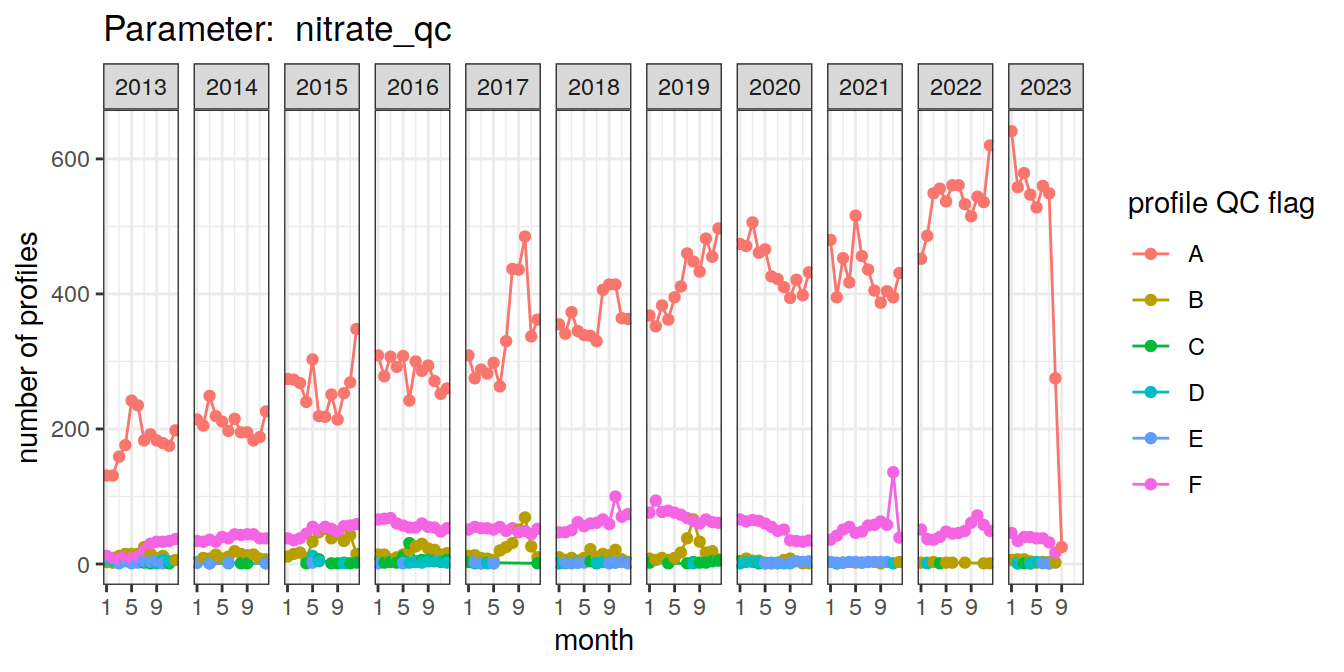 Parameter:  nitrate_qc
2013 2014 2015 2016 2017 2018 2019 2020 2021 2022 2023
number of profiles
600
400
200
0
1 5 9 1 5 9 1 5 9 1 5 9 1 5 9 1 5 9 1 5 9 1 5 9 1 5 9 1 5 9 1 5 9
month
profile QC flag
A
B
C
D
E
F